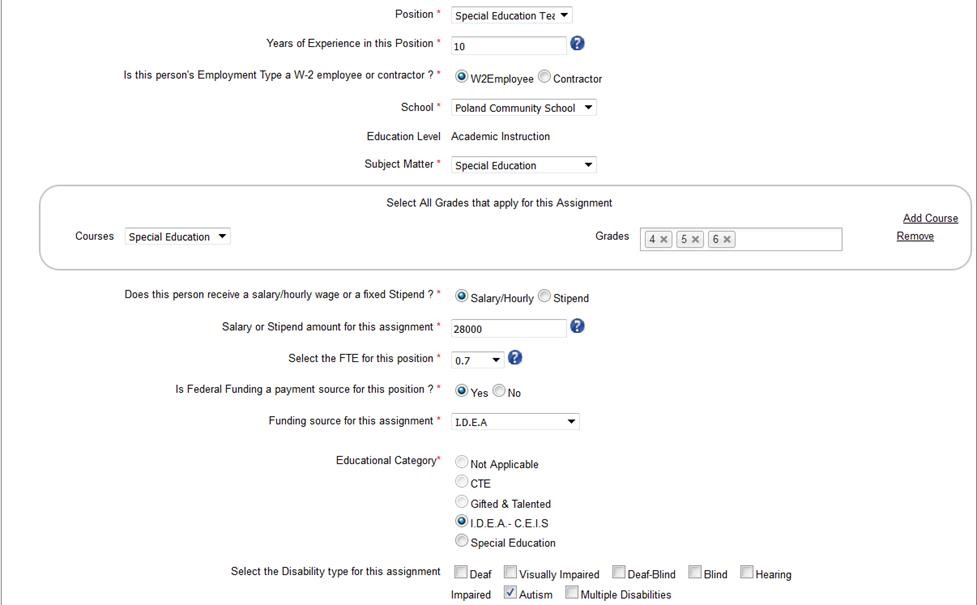 Position * Special Education Tea
Years of Experience in this Position * 10 ?
Is this person's Employment Type a W-2 employee or contractor ? * W2Employee Contractor
School * Poland Community School
Education Level Academic Instruction
Subject Matter * Special Education
Select All Grades that apply for this Assignment
Add Course
Courses Special Education Grades 4 × 5 × 6 × Remove
Does this person receive a salary/hourly wage or a fixed Stipend ? * Salary/Hourly Stipend
Salary or Stipend amount for this assignment * 28000 ?
Select the FTE for this position * 0.7 ?
Is Federal Funding a payment source for this position ? * Yes No
Funding source for this assignment * I.D.E.A
Educational Category* Not Applicable
CTE
Gifted & Talented
I.D.E.A.- C.E.I.S
Special Education
Select the Disability type for this assignment Deaf Visually Impaired Deaf-Blind Blind Hearing
Impaired Autism Multiple Disabilities